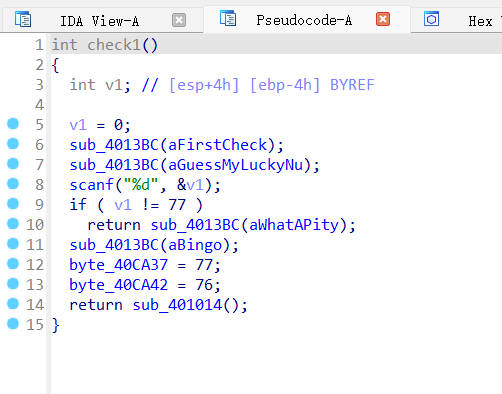 IDA View-A Pseudocode-A Hex
1 int check1()
2 {
3 int v1; // [esp+4h] [ebp-4h] BYREF
4
5 v1 = 0;
6 sub_4013BC(aFirstCheck);
7 sub_4013BC(aGuessMyLuckyNu);
8 scanf("%d", &v1);
9 if ( v1 != 77 )
10 return sub_4013BC(aWhatAPity);
11 sub_4013BC(aBingo);
12 byte_40CA37 = 77;
13 byte_40CA42 = 76;
14 return sub_401014();
15 }